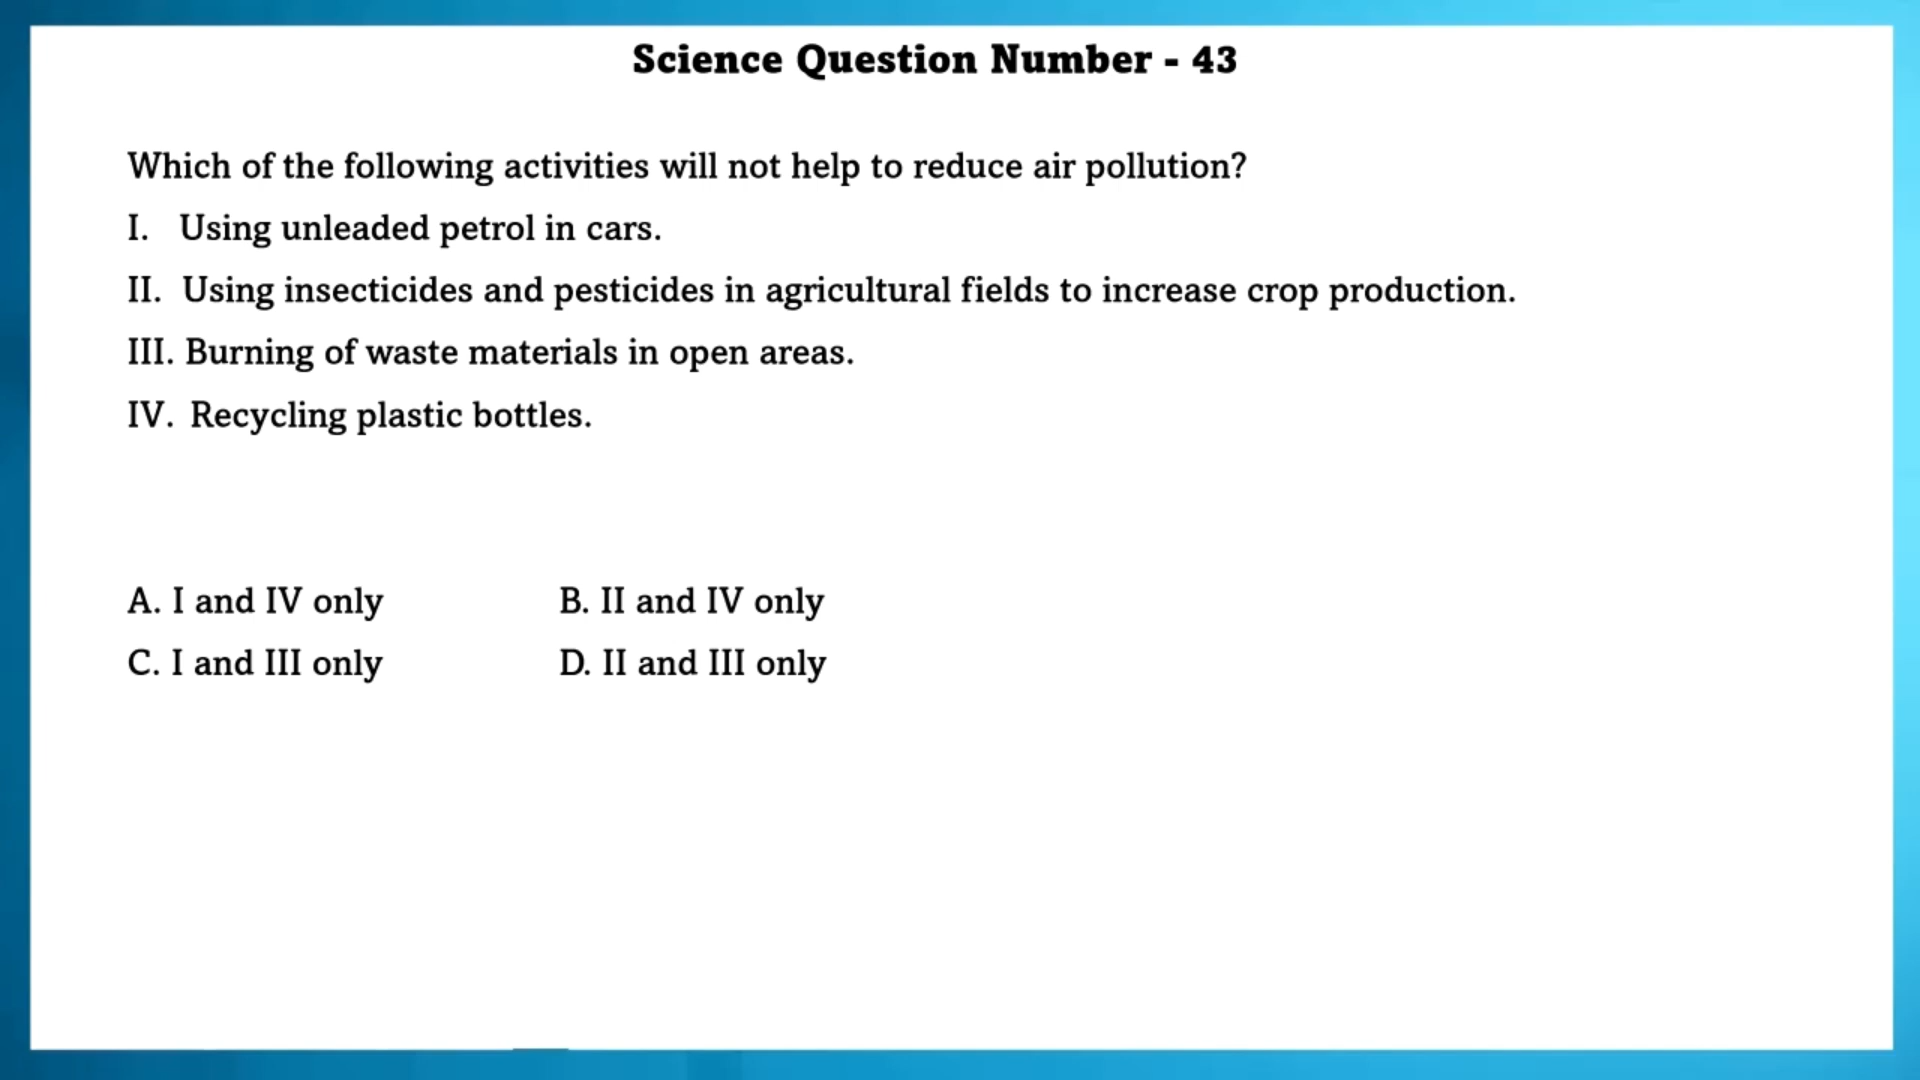 Science Question Number - 43
Which of the following activities will not help to reduce air pollution?
I. Using unleaded petrol in cars.
II. Using insecticides and pesticides in agricultural fields to increase crop production.
III. Burning of waste materials in open areas.
IV. Recycling plastic bottles.
A. I and IV only B. II and IV only
C. I and III only D. II and III only